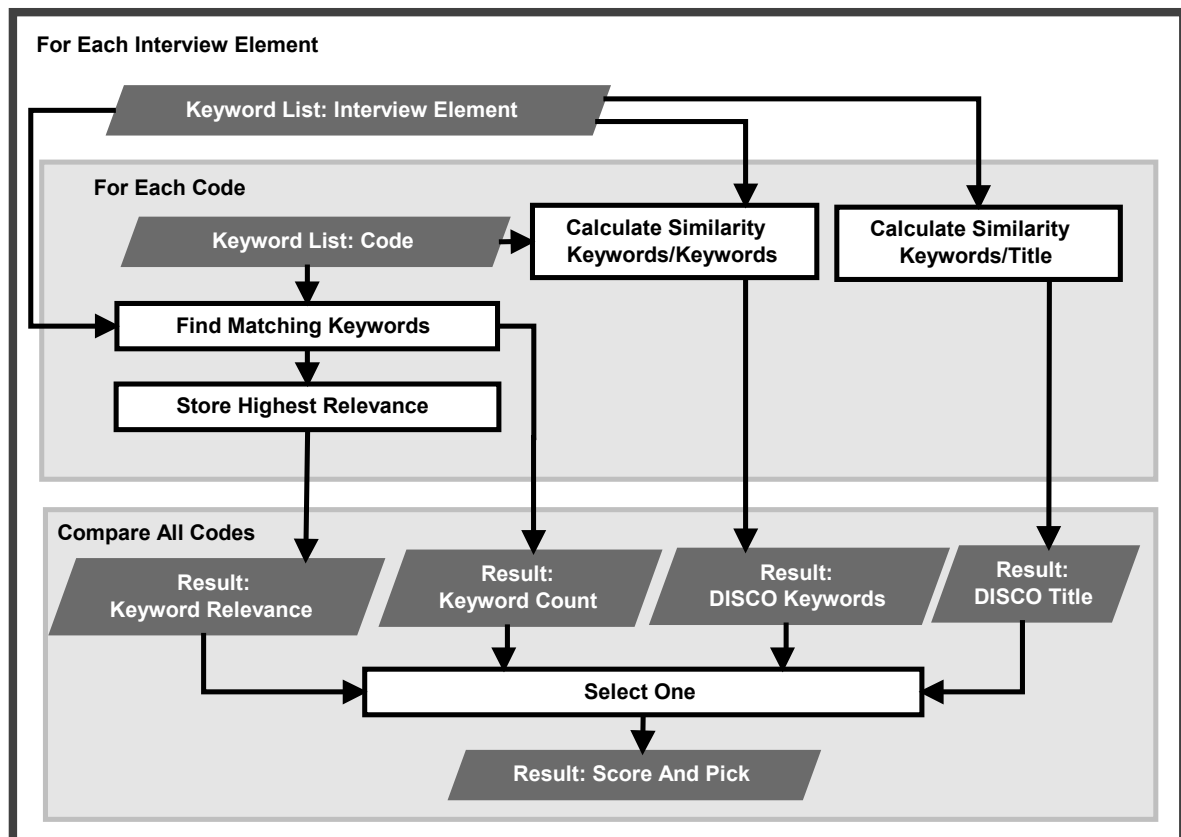 For Each Interview Element
Keyword List: Interview Element
For Each Code
Keyword List: Code
Calculate Similarity
Keywords/Keywords
Calculate Similarity
Keywords/Title
Find Matching Keywords
Store Highest Relevance
Compare All Codes
Result:
Keyword Relevance
Result:
Keyword Count
Result:
DISCO Keywords
Result:
DISCO Title
Select One
Result: Score And Pick